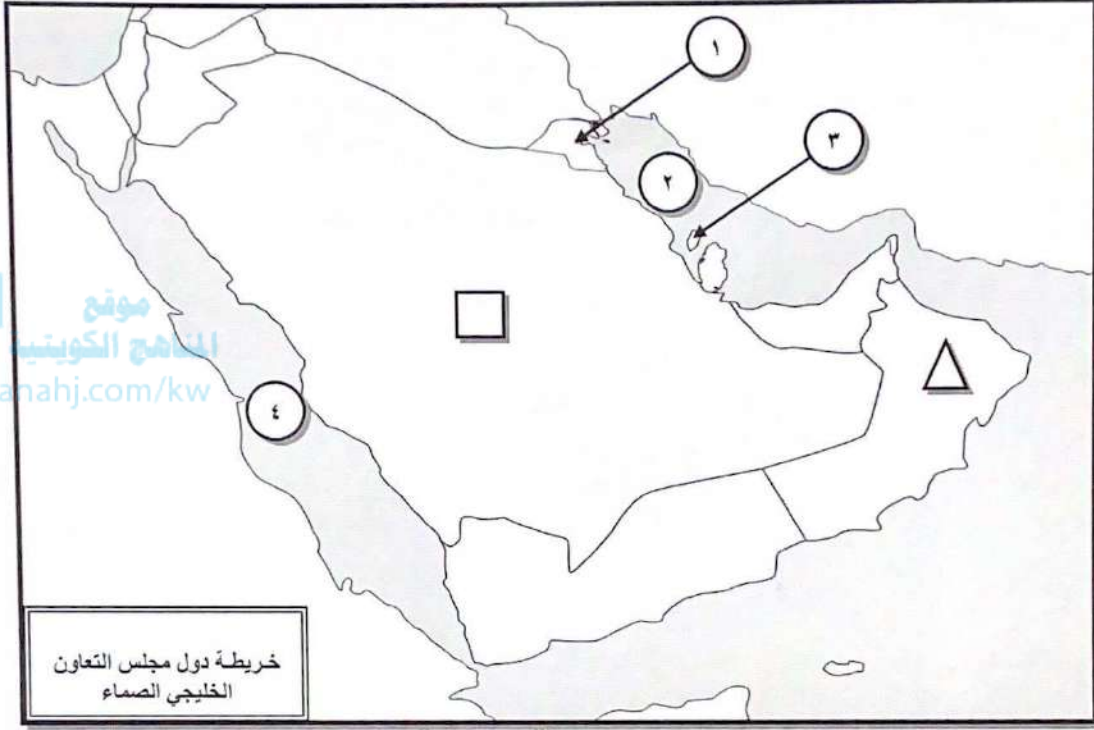 ١
٣
٢
موقع
المناهج الكويتية
anahj.com/kw
٤
خريطة دول مجلس التعاون
الخليجي الصماء